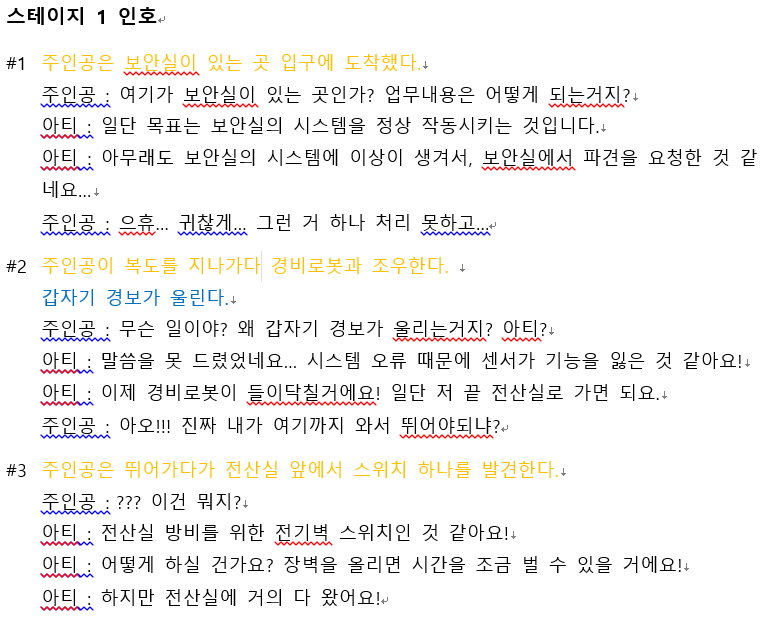 스테이지 1 인호
#1 주인공은 보안실이 있는 곳 입구에 도착했다.
주인공 : 여기가 보안실이 있는 곳인가? 업무내용은 어떻게 되는거지?
아티 : 일단 목표는 보안실의 시스템을 정상 작동시키는 것입니다.
아티 : 아무래도 보안실의 시스템에 이상이 생겨서, 보안실에서 파견을 요청한 것 같
네요...
주인공 : 으휴... 귀찮게... 그런 거 하나 처리 못하고...
#2 주인공이 복도를 지나가다 경비로봇과 조우한다.
갑자기 경보가 울린다.
주인공 : 무슨 일이야? 왜 갑자기 경보가 울리는거지? 아티?
아티 : 말씀을 못 드렸었네요... 시스템 오류 때문에 센서가 기능을 잃은 것 같아요!
아티 : 이제 경비로봇이 들이닥칠거에요! 일단 저 끝 전산실로 가면 되요.
주인공 : 아오!!! 진짜 내가 여기까지 와서 뛰어야되냐?
#3 주인공은 뛰어가다가 전산실 앞에서 스위치 하나를 발견한다.
주인공 : ??? 이건 뭐지?
아티 : 전산실 방비를 위한 전기벽 스위치인 것 같아요!
아티 : 어떻게 하실 건가요? 장벽을 올리면 시간을 조금 벌 수 있을 거에요!
아티 : 하지만 전산실에 거의 다 왔어요!